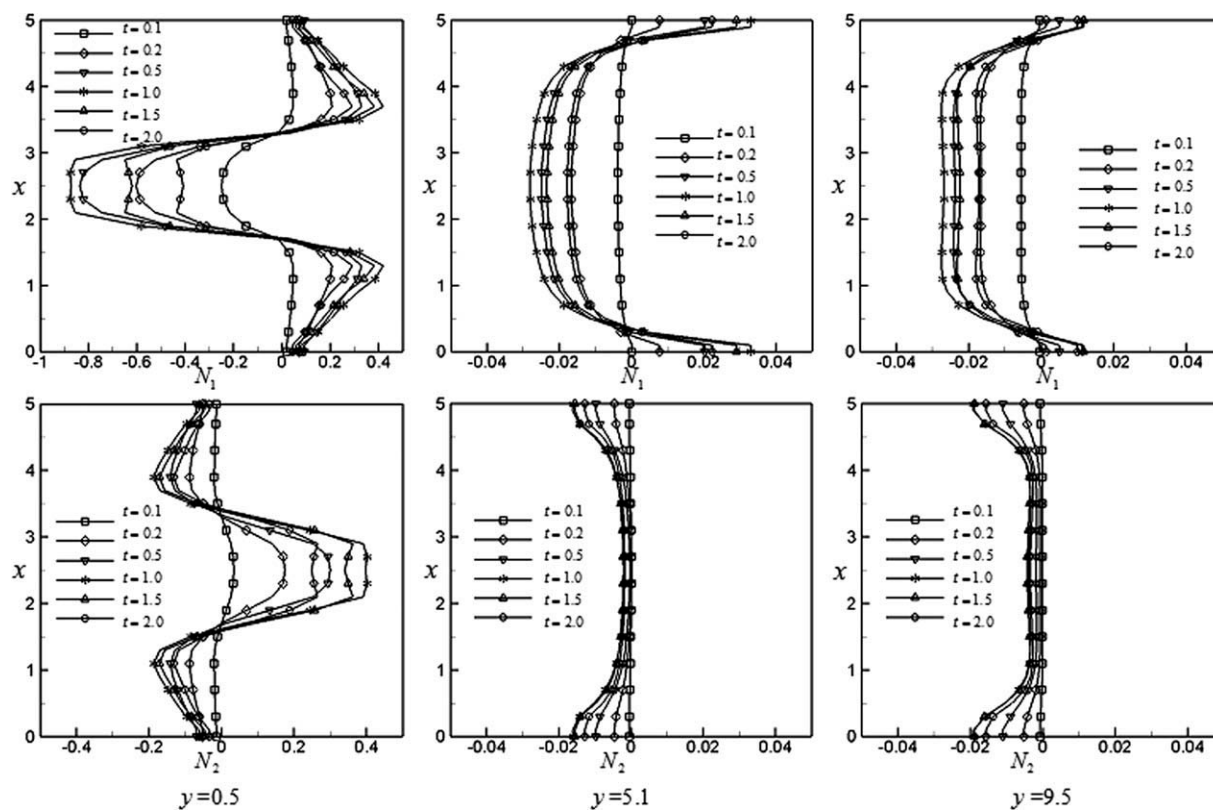 5
4
3
x
2
1
0
t = 0.1
t = 0.2
t = 0.5
t = 1.0
t = 1.5
t = 2.0
-1 -0.8 -0.6 -0.4 -0.2 0 0.2 0.4
N1
5
4
3
x
2
1
0
t = 0.1
t = 0.2
t = 0.5
t = 1.0
t = 1.5
t = 2.0
-0.04 -0.02 0 0.02 0.04
N1
5
4
3
x
2
1
0
t = 0.1
t = 0.2
t = 0.5
t = 1.0
t = 1.5
t = 2.0
-0.04 -0.02 0 0.02 0.04
N1
5
4
3
x
2
1
0
t = 0.1
t = 0.2
t = 0.5
t = 1.0
t = 1.5
t = 2.0
-0.4 -0.2 0 0.2 0.4
N2
y=0.5
5
4
3
x
2
1
0
t = 0.1
t = 0.2
t = 0.5
t = 1.0
t = 1.5
t = 2.0
-0.04 -0.02 0 0.02 0.04
N2
y=5.1
5
4
3
x
2
1
0
t = 0.1
t = 0.2
t = 0.5
t = 1.0
t = 1.5
t = 2.0
-0.04 -0.02 0 0.02 0.04
N2
y=9.5